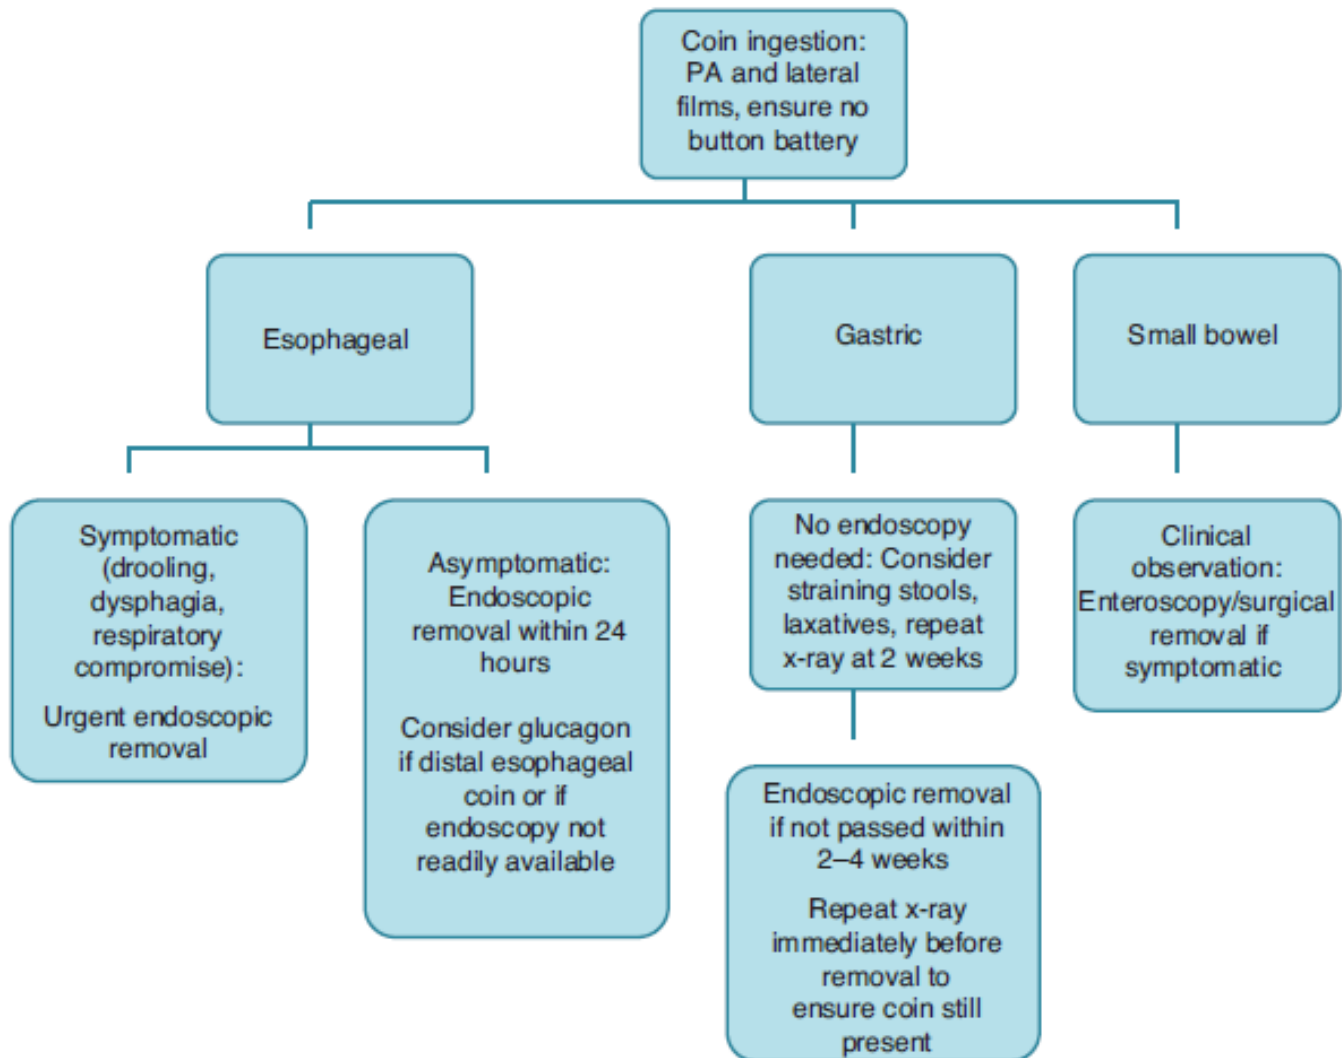 Coin ingestion:
PA and lateral
films, ensure no
button battery
Esophageal
Gastric
Small bowel
Symptomatic
(drooling,
dysphagia,
respiratory
compromise):
Urgent endoscopic
removal
Asymptomatic:
Endoscopic
removal within 24
hours
Consider glucagon
if distal esophageal
coin or if
endoscopy not
readily available
No endoscopy
needed: Consider
straining stools,
laxatives, repeat
x-ray at 2 weeks
Clinical
observation:
Enteroscopy/surgical
removal if
symptomatic
Endoscopic removal
if not passed within
2–4 weeks
Repeat x-ray
immediately before
removal to
ensure coin still
present